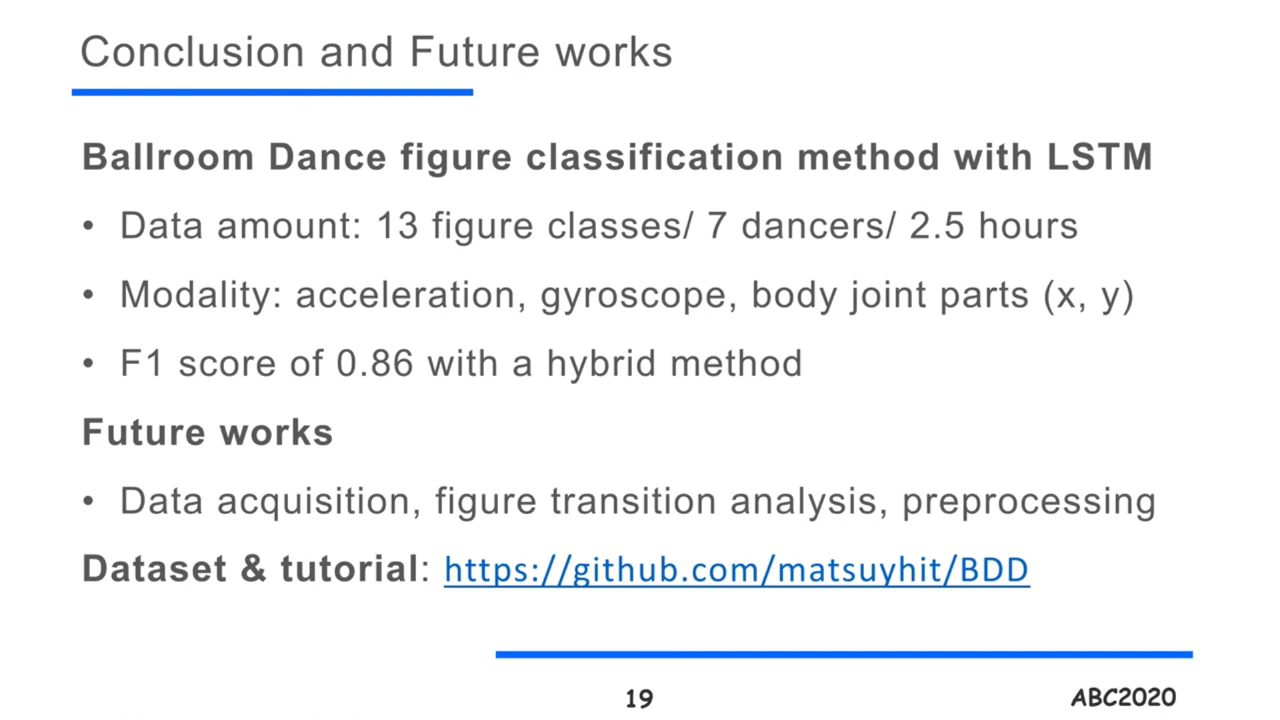 Conclusion and Future works
Ballroom Dance figure classification method with LSTM
• Data amount: 13 figure classes/ 7 dancers/ 2.5 hours
• Modality: acceleration, gyroscope, body joint parts (x, y)
• F1 score of 0.86 with a hybrid method
Future works
• Data acquisition, figure transition analysis, preprocessing
Dataset & tutorial: https://github.com/matsuyhit/BDD
19
ABC2020